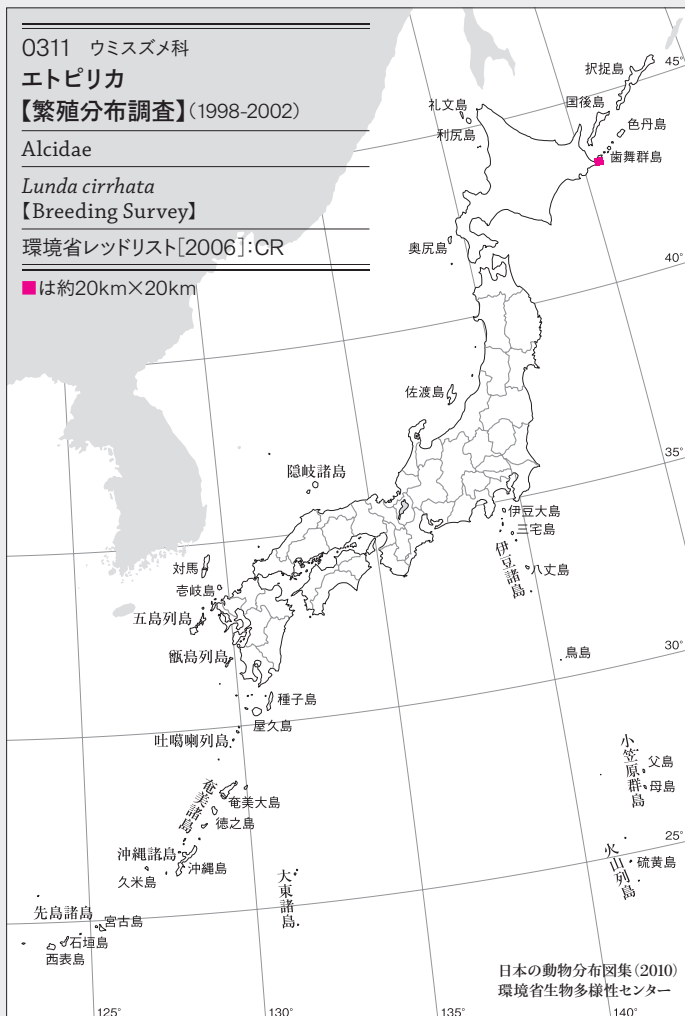 0311 ウミスズメ科
エトピリカ
【繁殖分布調査】(1998-2002)
Alcidae
Lunda cirrhata
【Breeding Survey】
環境省レッドリスト[2006]:CR
■は約20km×20km
45°
択捉島
国後島
色丹島
歯舞群島
礼文島
利尻島
奥尻島
40°
佐渡島
35°
隠岐諸島
伊豆大島
三宅島
八丈島
伊豆諸島
対馬
壱岐島
五島列島
甑島列島
鳥島
30°
種子島
屋久島
吐噶喇列島
小笠原群島
父島
母島
奄美諸島
奄美大島
徳之島
25°
沖縄諸島
沖縄島
久米島
大東諸島
火山列島
硫黄島
先島諸島
宮古島
石垣島
西表島
日本の動物分布図集(2010)
環境省生物多様性センター
125°
130°
135°
140°